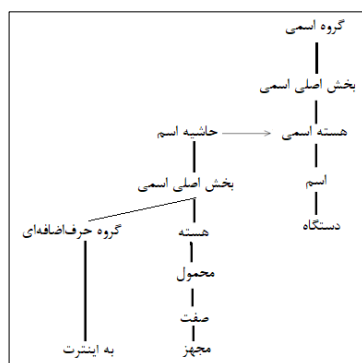 گروه اسمی
بخش اصلی اسمی
هسته اسمی
حاشیه اسم
اسم
بخش اصلی اسمی
دستگاه
هسته
گروه حرف‌اضافه‌ای
محمول
صفت
مجهز
به اینترت